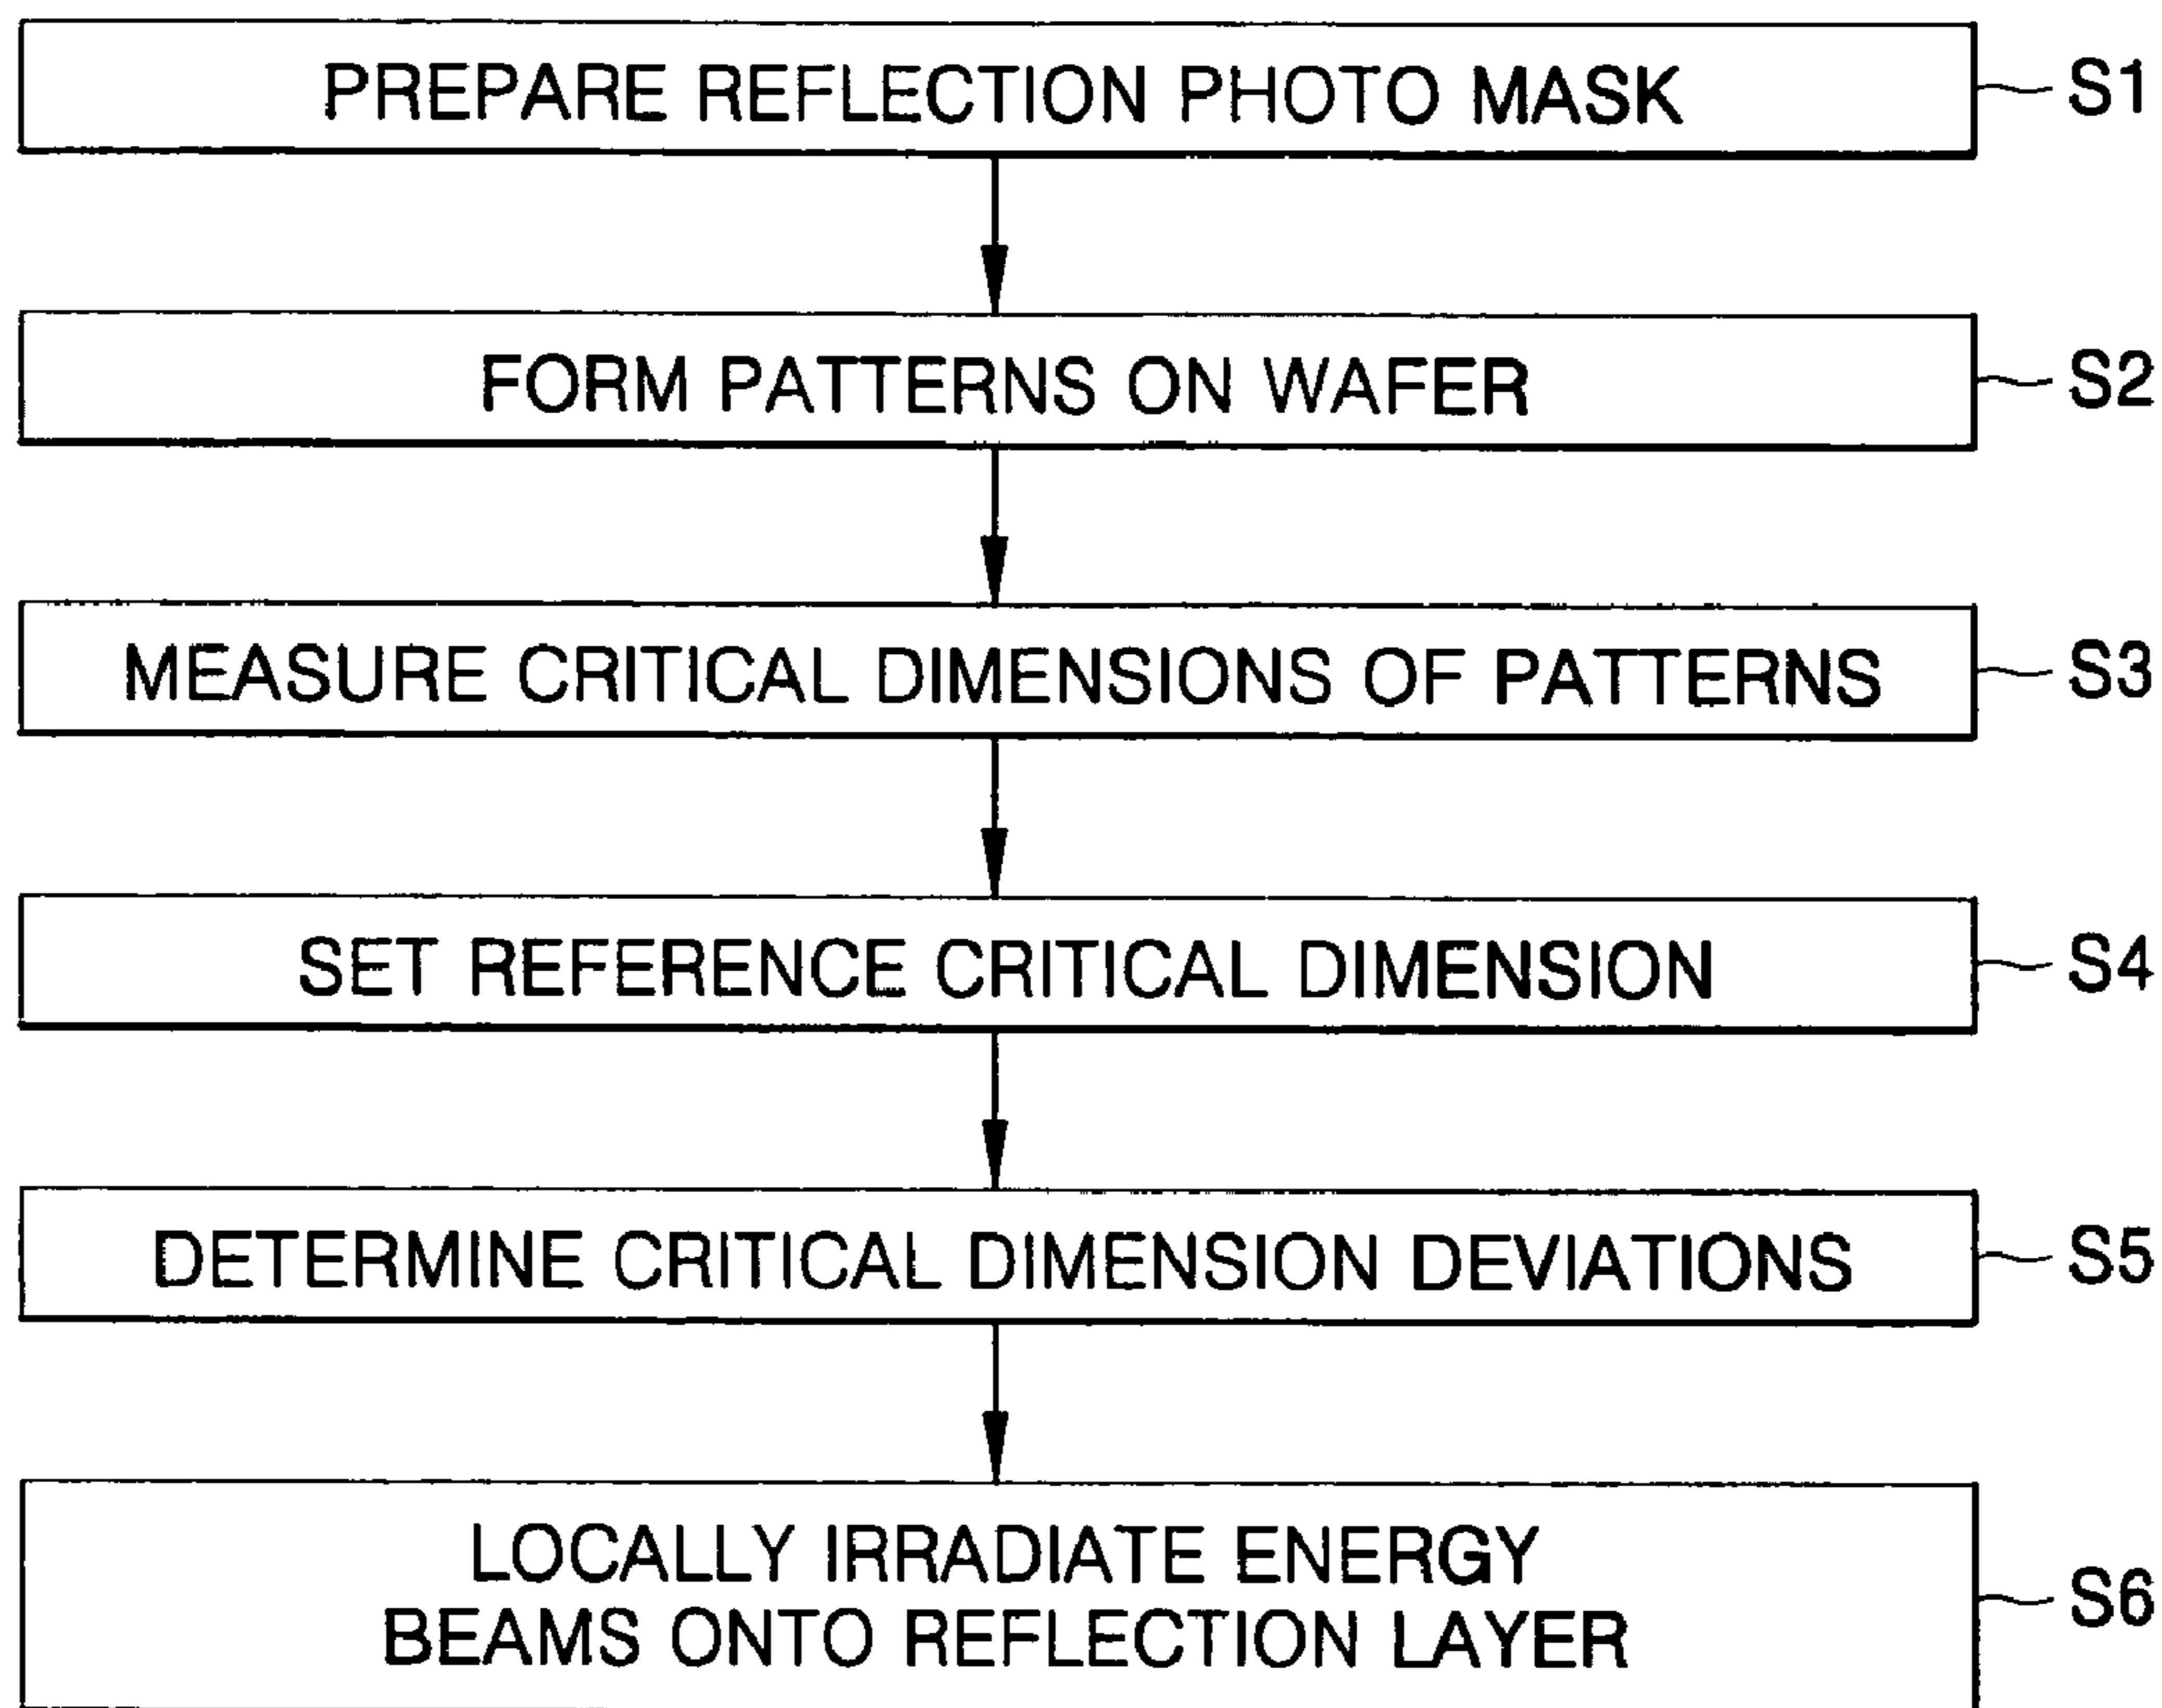 PREPARE REFLECTION PHOTO MASK
S1
FORM PATTERNS ON WAFER
S2
MEASURE CRITICAL DIMENSIONS OF PATTERNS
S3
SET REFERENCE CRITICAL DIMENSION
S4
DETERMINE CRITICAL DIMENSION DEVIATIONS
S5
LOCALLY IRRADIATE ENERGY
BEAMS ONTO REFLECTION LAYER
S6